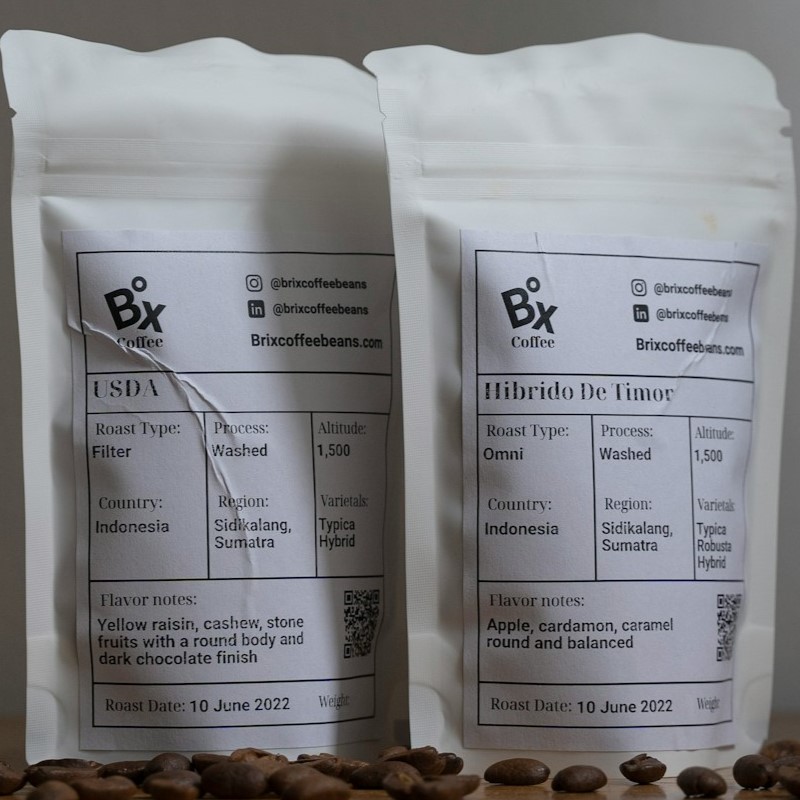 Bx
Coffee
@brixcoffeebeans
@brixcoffeebeans
Brixcoffeebeans.com
USDA
Roast Type:
Filter
Process:
Washed
Altitude:
1,500
Country:
Indonesia
Region:
Sidikalang,
Sumatra
Varietals:
Typica
Hybrid
Flavor notes:
Yellow raisin, cashew, stone
fruits with a round body and
dark chocolate finish
Roast Date: 10 June 2022
Weight:
Bx
Coffee
@brixcoffeebeans
@brixcoffeebeans
Brixcoffeebeans.com
Hibrido De Timor
Roast Type:
Omni
Process:
Washed
Altitude:
1,500
Country:
Indonesia
Region:
Sidikalang,
Sumatra
Varietals:
Typica
Robusta
Hybrid
Flavor notes:
Apple, cardamon, caramel
round and balanced
Roast Date: 10 June 2022
Weight: